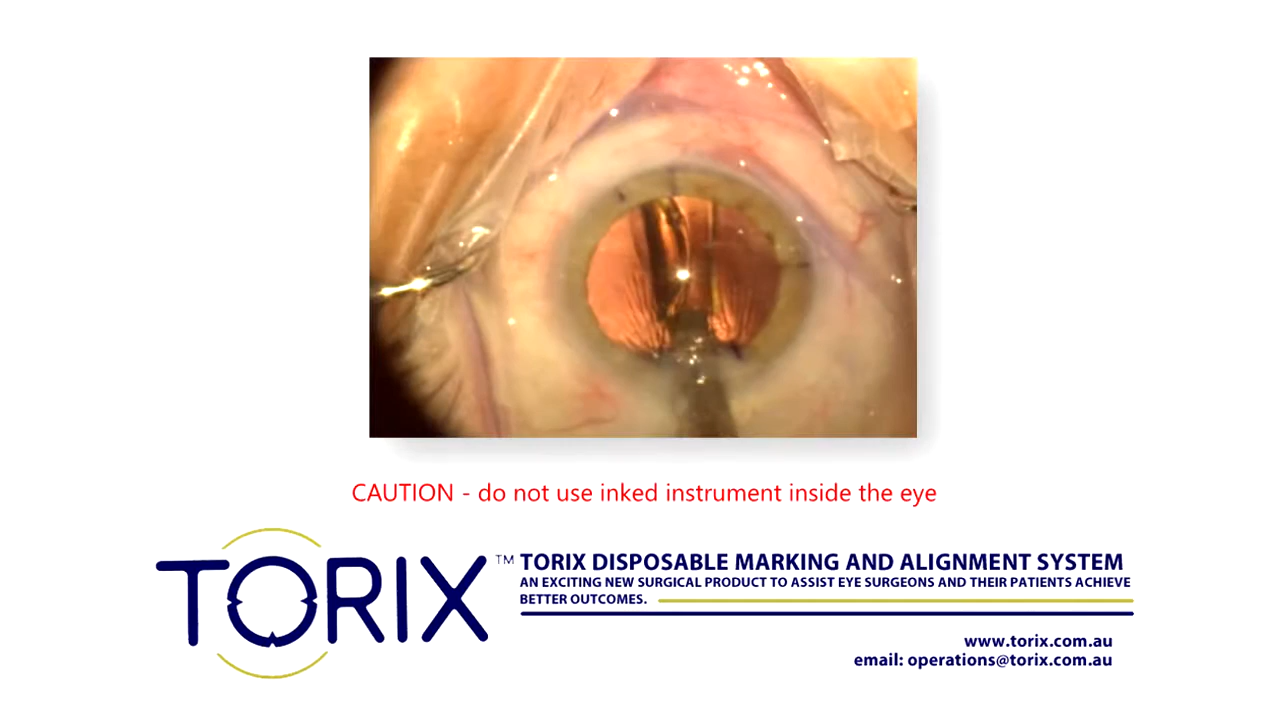 CAUTION - do not use inked instrument inside the eye
TORIX™
TORIX DISPOSABLE MARKING AND ALIGNMENT SYSTEM
AN EXCITING NEW SURGICAL PRODUCT TO ASSIST EYE SURGEONS AND THEIR PATIENTS ACHIEVE
BETTER OUTCOMES.
www.torix.com.au
email: operations@torix.com.au